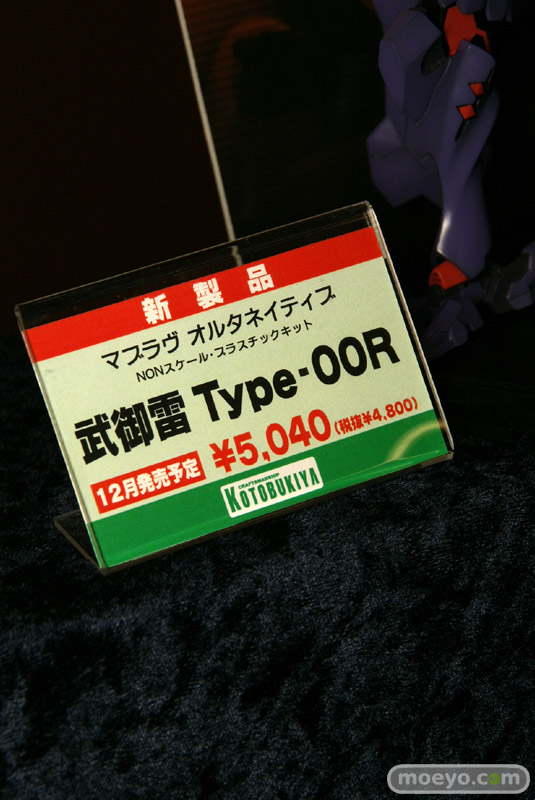 新製品
マブラヴ オルタネイティブ
NONスケール・プラスチックキット
武御雷 Type-00R
12月発売予定 ¥5,040(税抜¥4,800)
CRAFTSMANSHIP
KOTOBUKIYA
moeyo.com